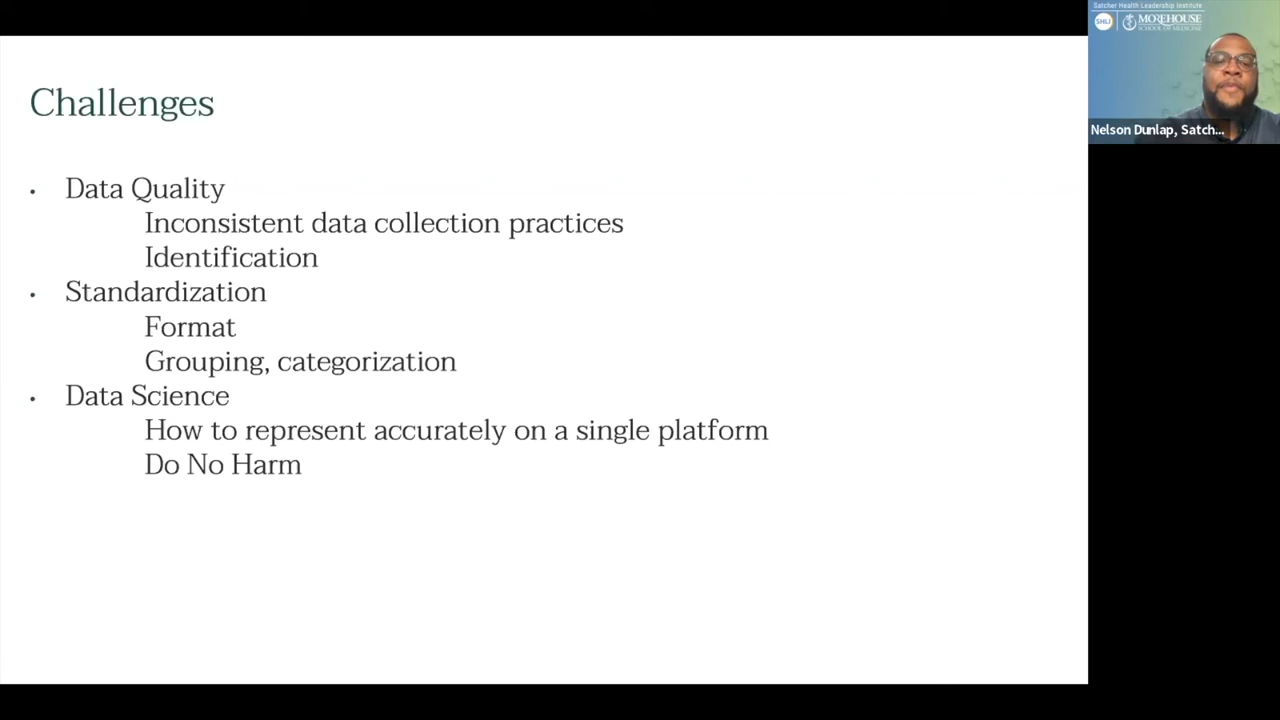 Challenges
• Data Quality
Inconsistent data collection practices
Identification
• Standardization
Format
Grouping, categorization
• Data Science
How to represent accurately on a single platform
Do No Harm
Satcher Health Leadership Institute
SHLI MOREHOUSE
SCHOOL OF MEDICINE
Nelson Dunlap, Satch...